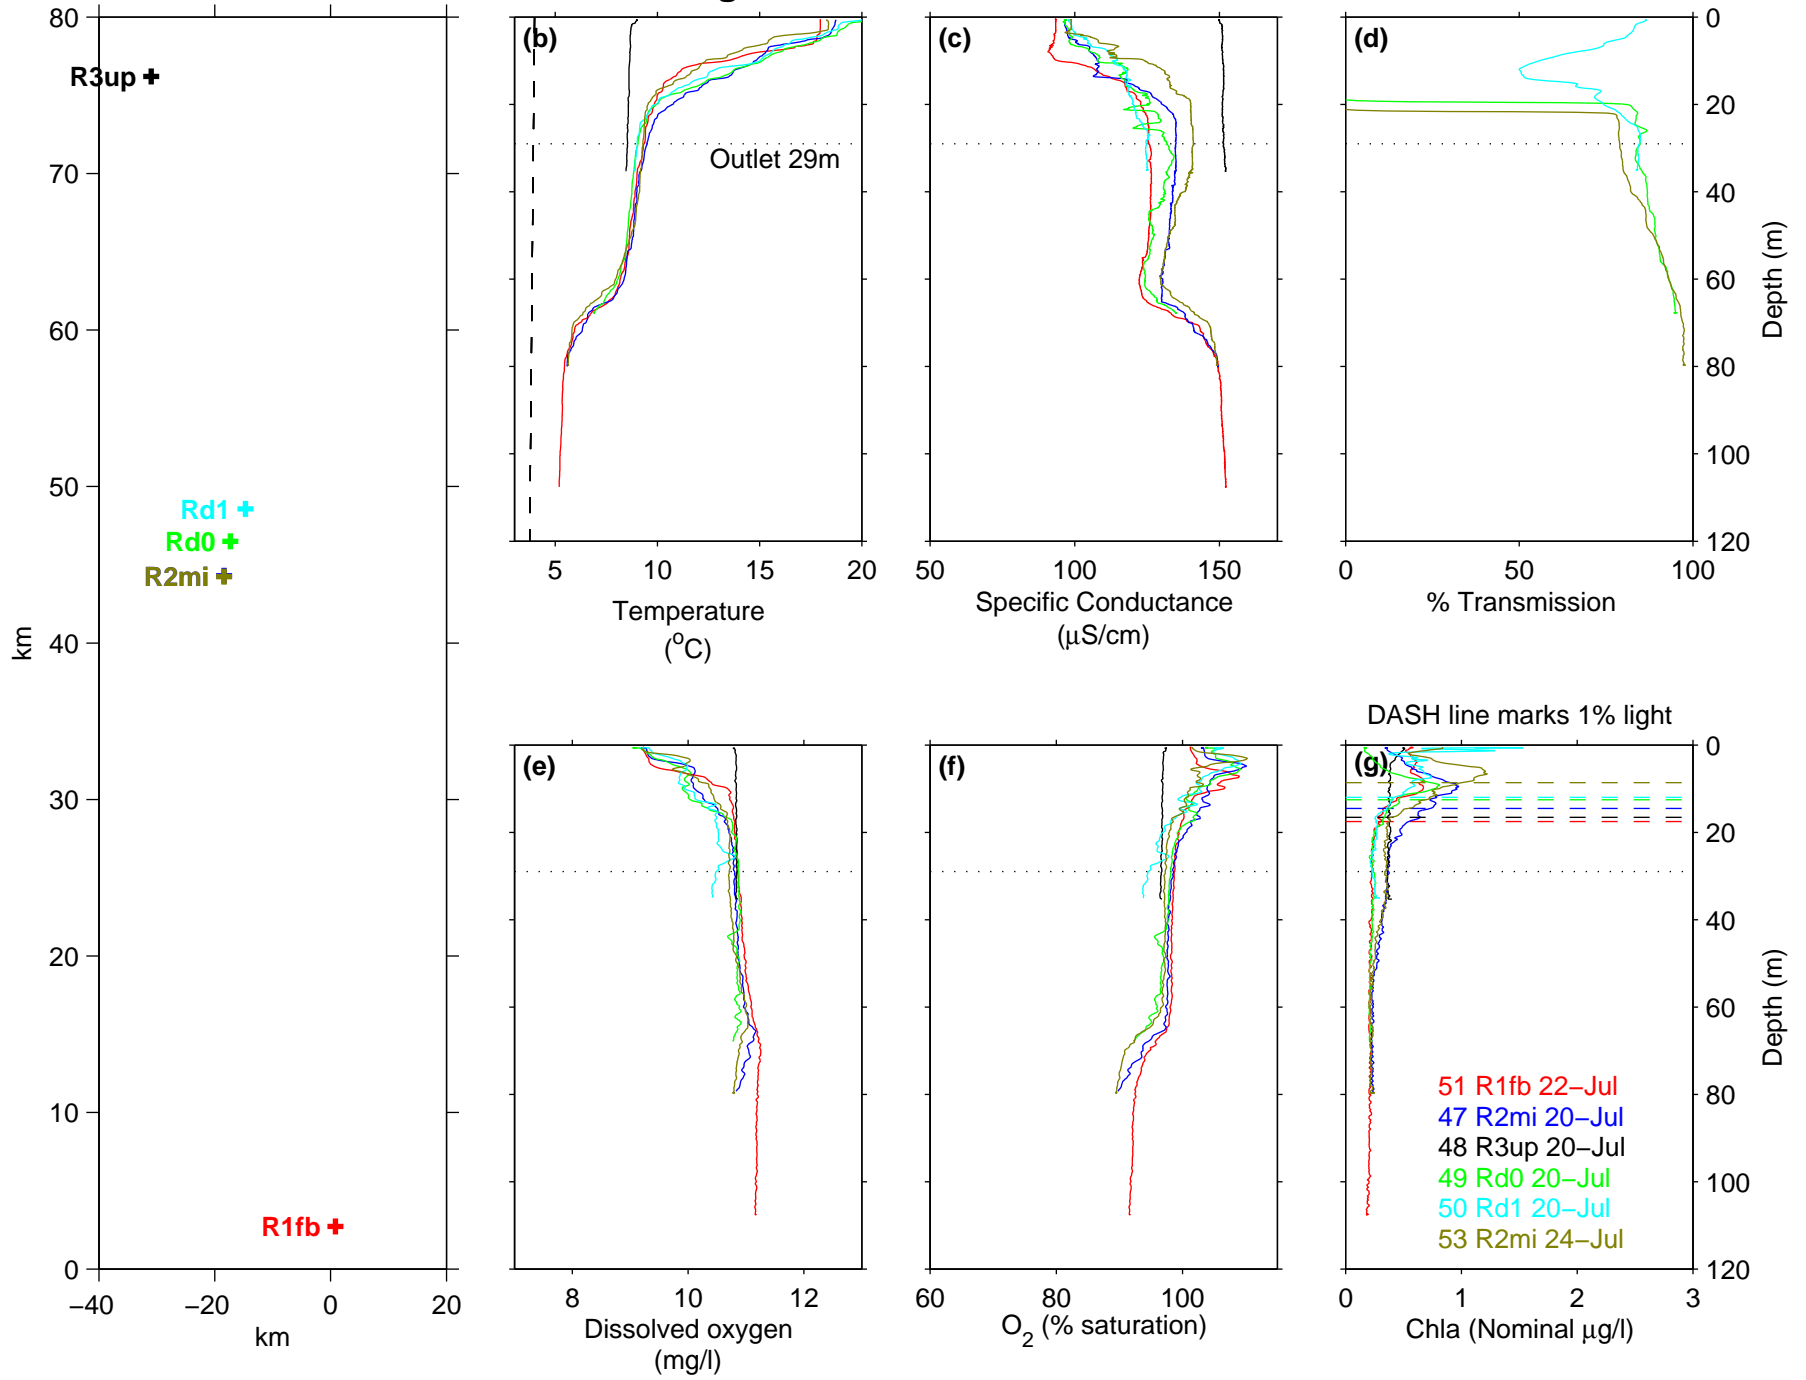 80
70
60
50
40
30
20
10
0
km
−40
−20
0
20
km
R3up
Rd1
Rd0
R2mi
R1fb
(b)
Outlet 29m
5
10
15
20
Temperature
(°C)
(c)
50
100
150
Specific Conductance
(μS/cm)
(d)
0
50
100
% Transmission
0
20
40
60
80
100
120
Depth (m)
(e)
8
10
12
Dissolved oxygen
(mg/l)
(f)
60
80
100
O2 (% saturation)
DASH line marks 1% light
(g)
51 R1fb 22−Jul
47 R2mi 20−Jul
48 R3up 20−Jul
49 Rd0 20−Jul
50 Rd1 20−Jul
53 R2mi 24−Jul
0
1
2
3
Chla (Nominal μg/l)
0
20
40
60
80
100
120
Depth (m)